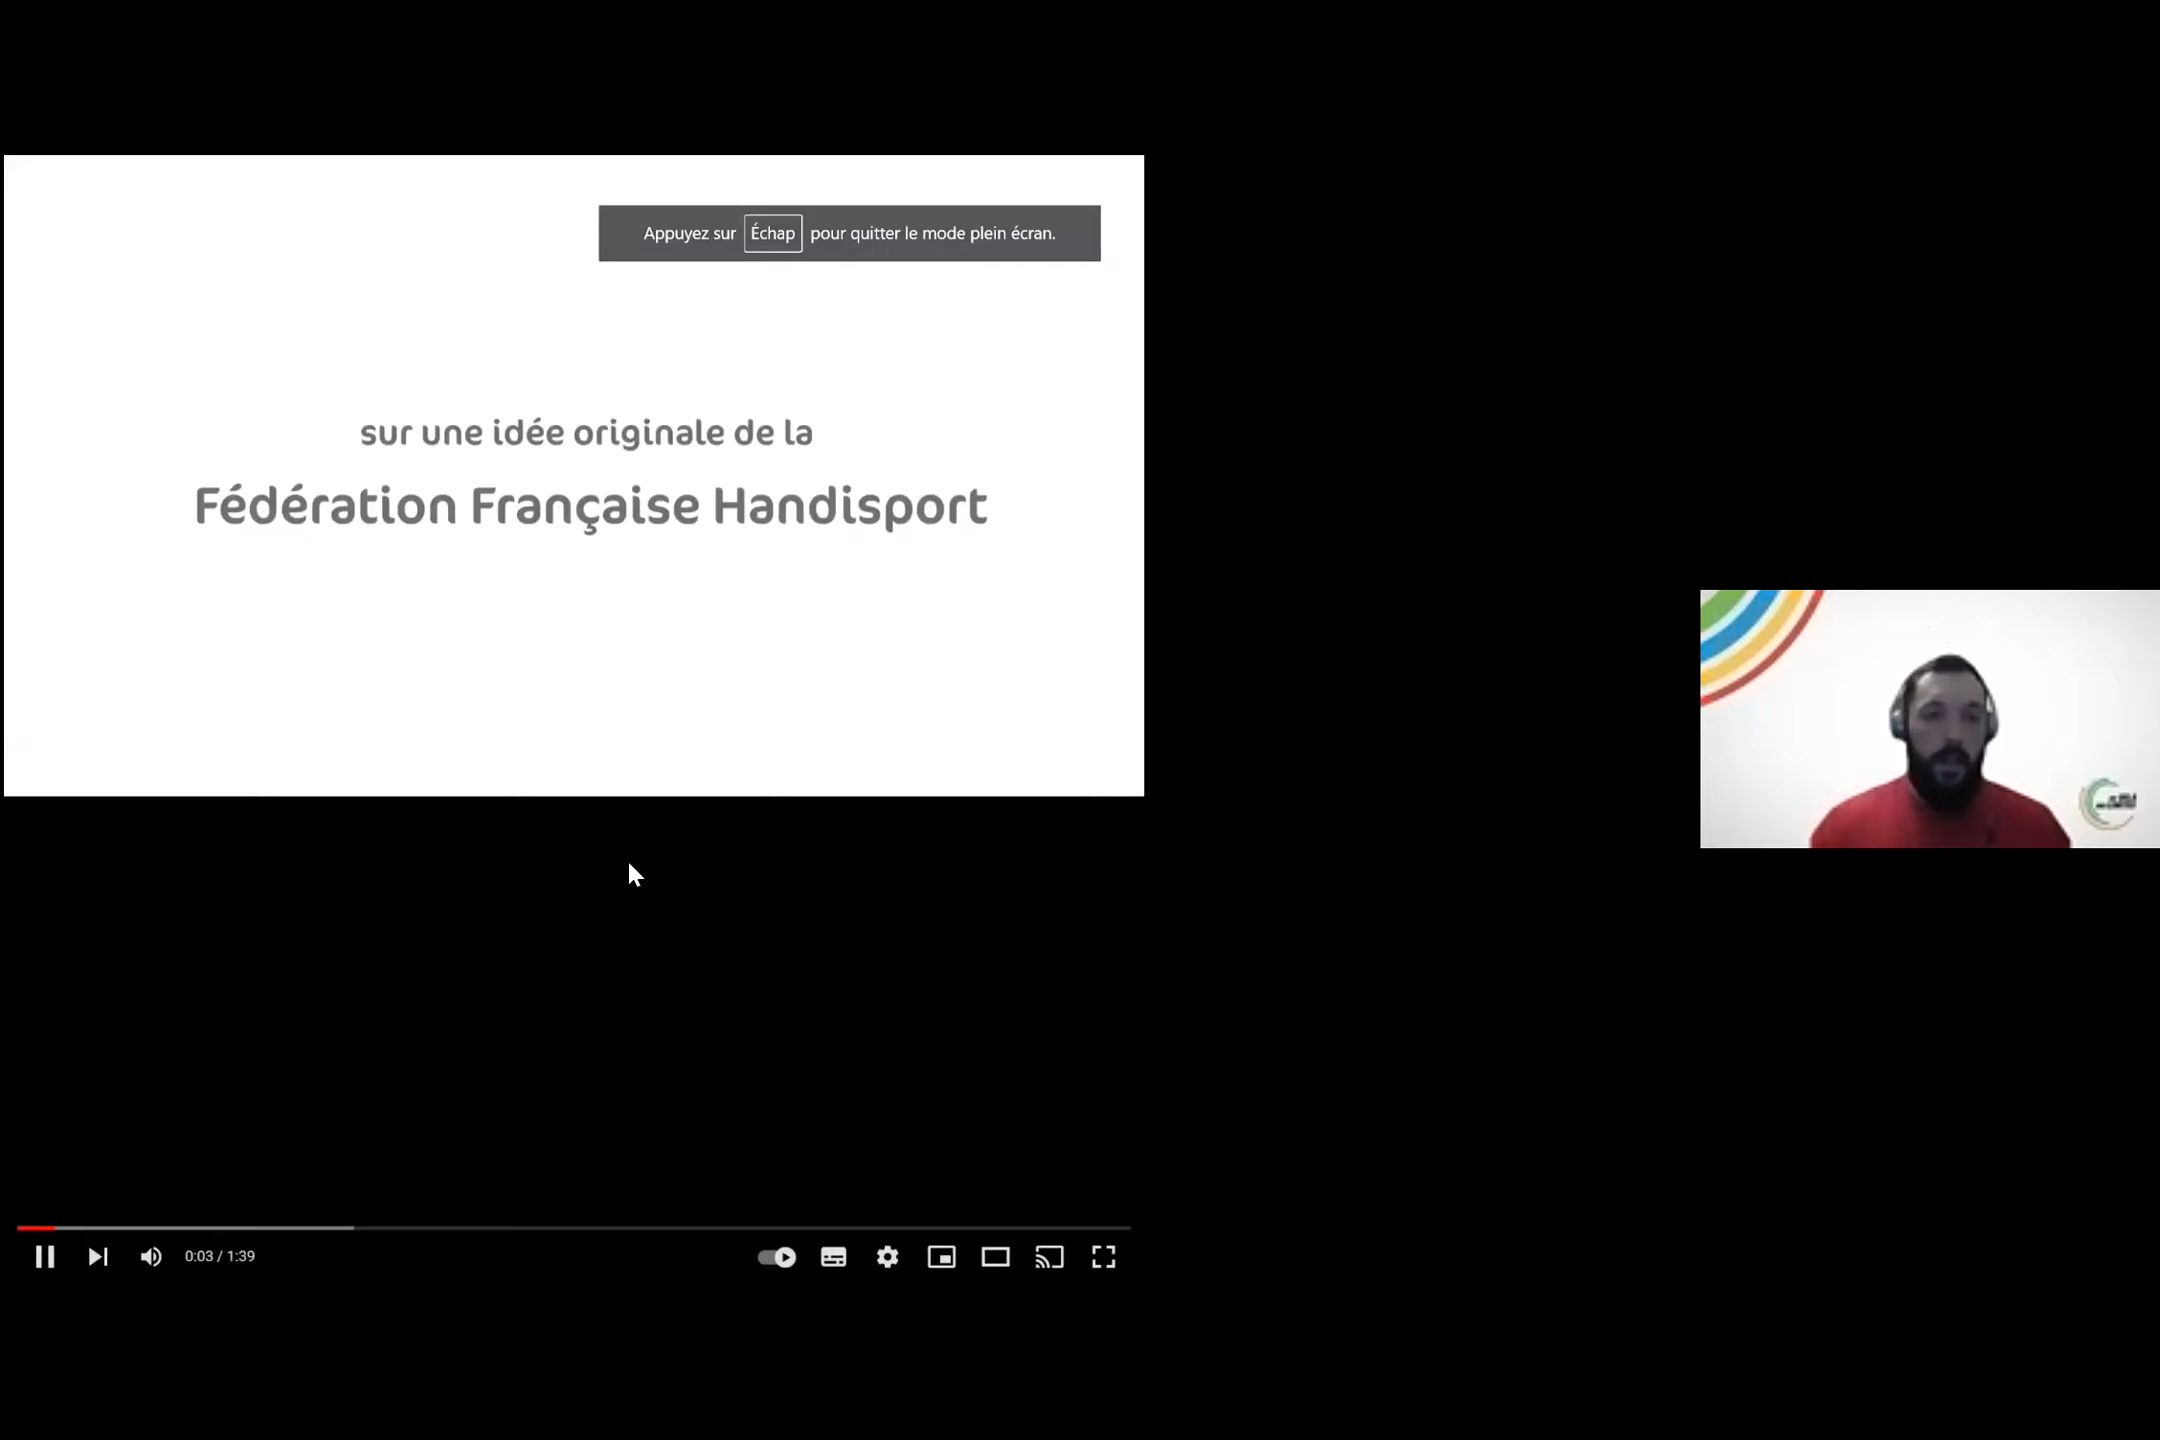 Appuyez sur Échap pour quitter le mode plein écran.
sur une idée originale de la
Fédération Française Handisport
0:03 / 1:39